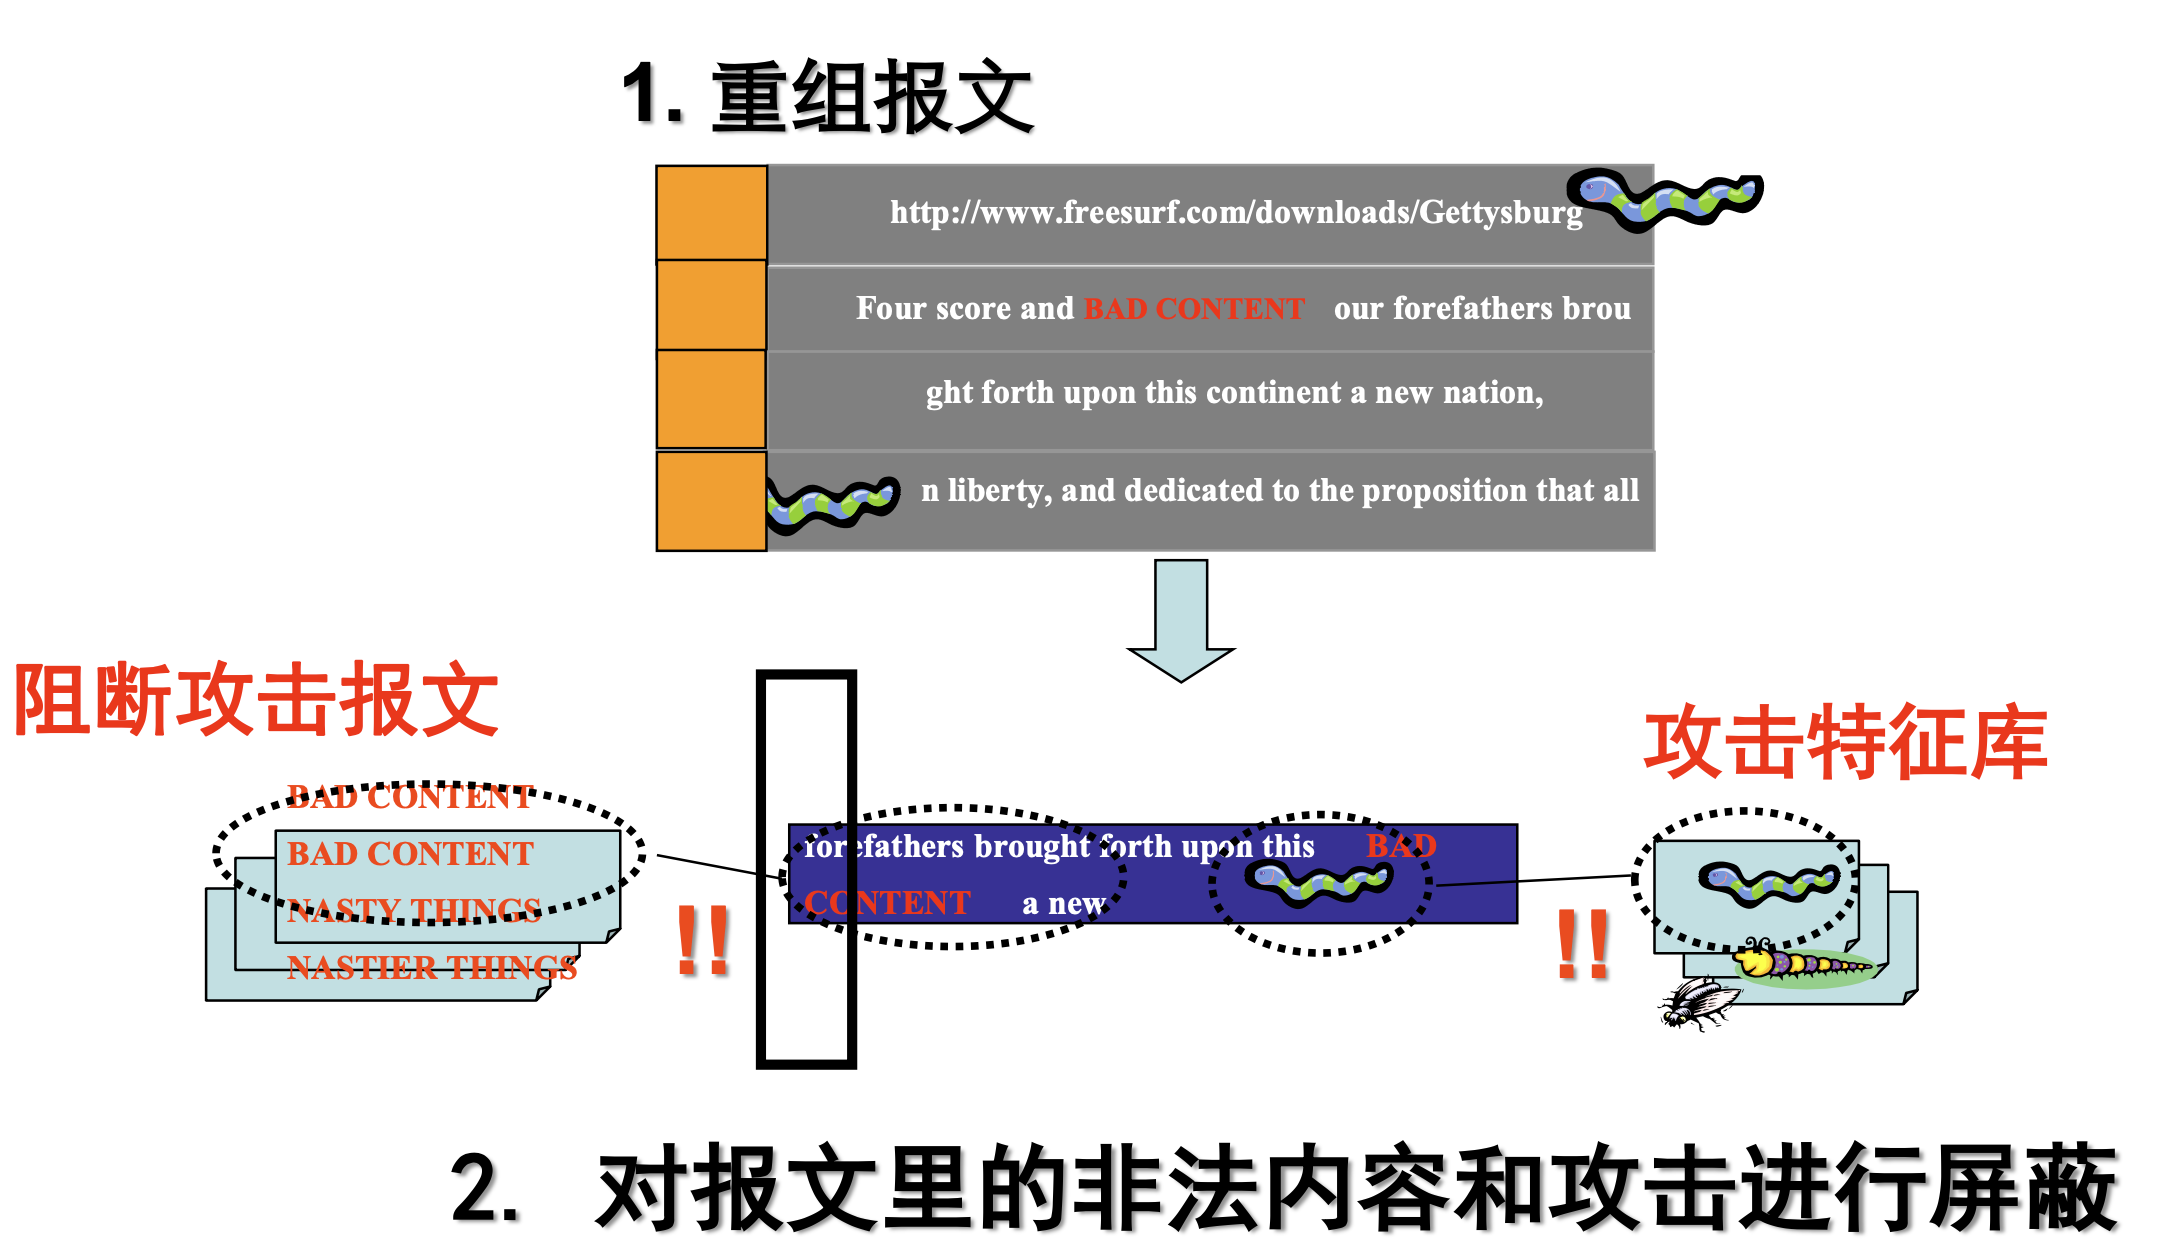 1. 重组报文
http://www.freesurf.com/downloads/Gettysburg
Four score and BAD CONTENT our forefathers brou
ght forth upon this continent a new nation,
n liberty, and dedicated to the proposition that all
阻断攻击报文
BAD CONTENT
BAD CONTENT
NASTY THINGS
NASTIER THINGS
!!
forefathers brought forth upon this BAD
CONTENT a new
!!
攻击特征库
2. 对报文里的非法内容和攻击进行屏蔽